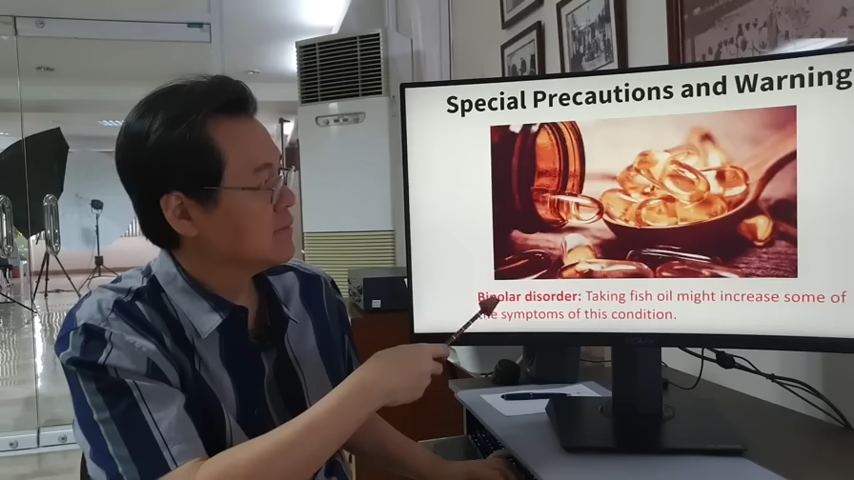 Special Precautions and Warning
Bipolar disorder: Taking fish oil might increase some of
the symptoms of this condition.